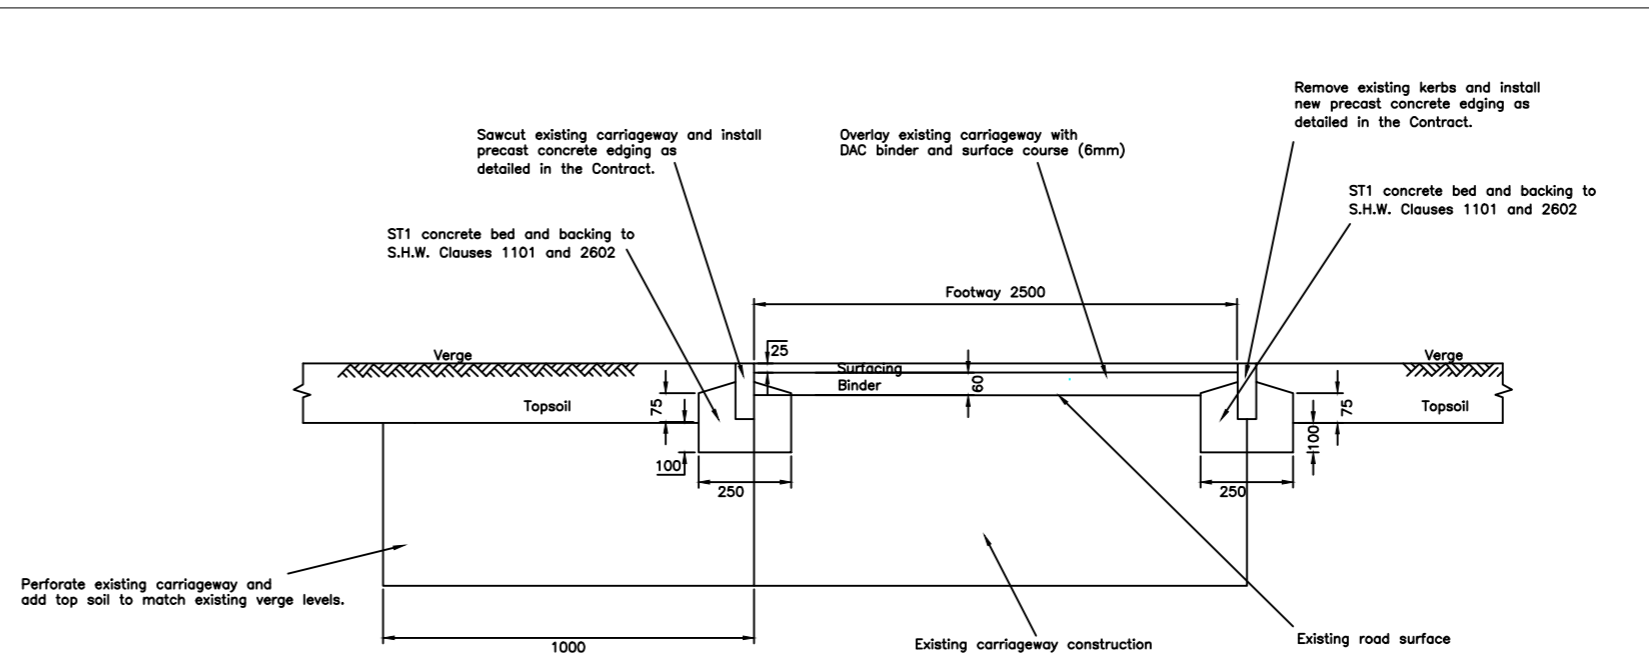 Remove existing kerbs and install
new precast concrete edging as
detailed in the Contract.
Sawcut existing carriageway and install
precast concrete edging as
detailed in the Contract.
Overlay existing carriageway with
DAC binder and surface course (6mm)
ST1 concrete bed and backing to
S.H.W. Clauses 1101 and 2602
ST1 concrete bed and backing to
S.H.W. Clauses 1101 and 2602
Footway 2500
25
Verge
Verge
Surfacing
Binder
60
Topsoil
75
75
Topsoil
100
100
250
250
Perforate existing carriageway and
add top soil to match existing verge levels.
1000
Existing carriageway construction
Existing road surface